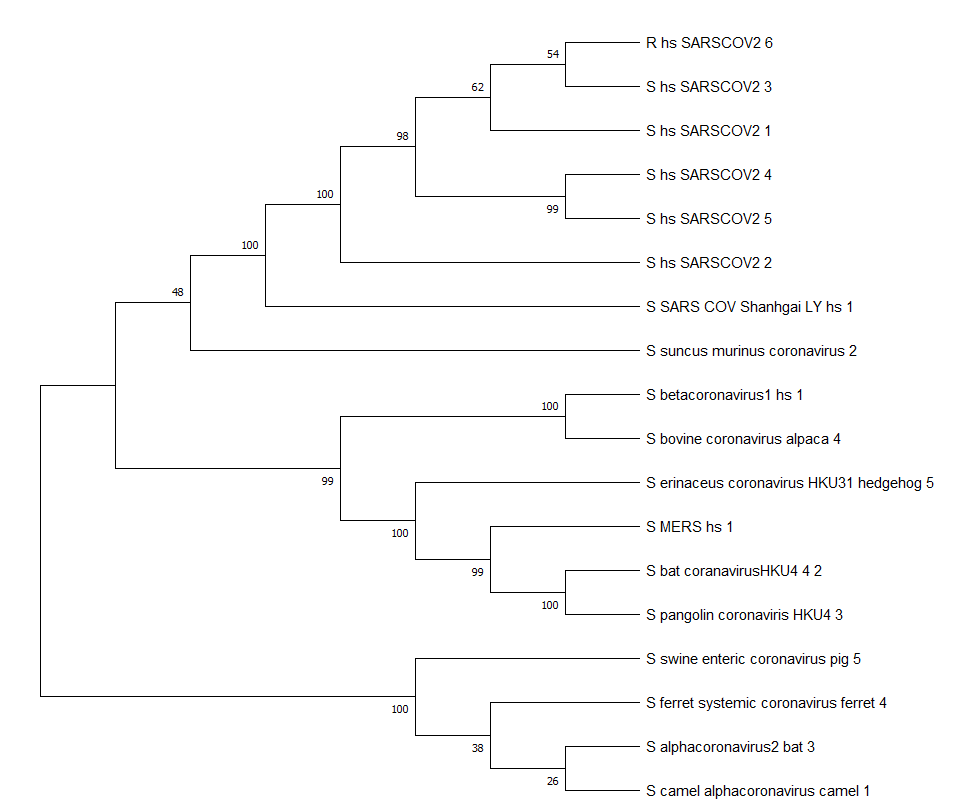 R hs SARSCOV2 6
54
S hs SARSCOV2 3
62
S hs SARSCOV2 1
98
S hs SARSCOV2 4
99
S hs SARSCOV2 5
100
S hs SARSCOV2 2
100
S SARS COV Shanhgai LY hs 1
48
S suncus murinus coronavirus 2
S betacoronavirus1 hs 1
100
S bovine coronavirus alpaca 4
99
S erinaceus coronavirus HKU31 hedgehog 5
100
S MERS hs 1
99
S bat coranavirusHKU4 4 2
100
S pangolin coronaviris HKU4 3
S swine enteric coronavirus pig 5
100
S ferret systemic coronavirus ferret 4
38
S alphacoronavirus2 bat 3
26
S camel alphacoronavirus camel 1